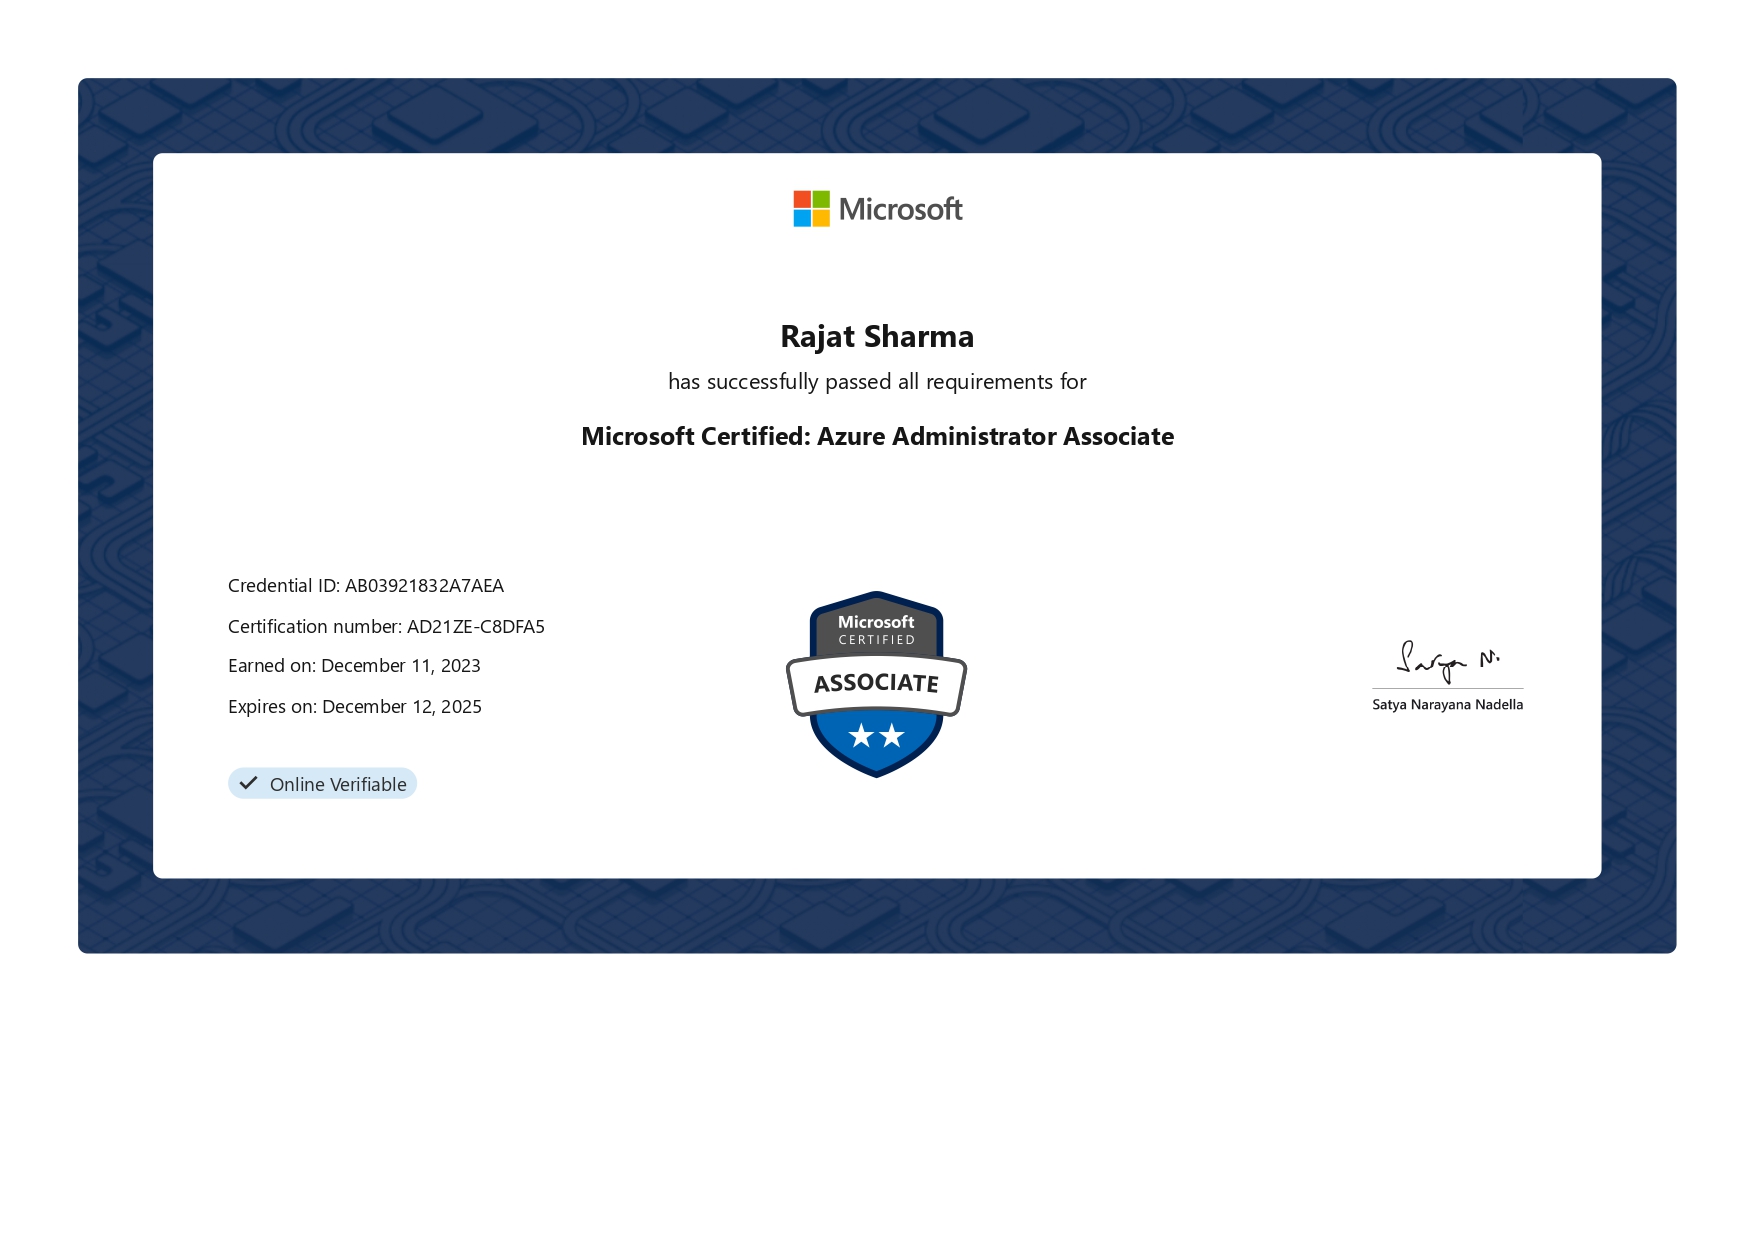 Microsoft
Rajat Sharma
has successfully passed all requirements for
Microsoft Certified: Azure Administrator Associate
Credential ID: AB03921832A7AEA
Certification number: AD21ZE-C8DFA5
Earned on: December 11, 2023
Expires on: December 12, 2025
Online Verifiable
Microsoft
CERTIFIED
ASSOCIATE
Satya N.
Satya Narayana Nadella